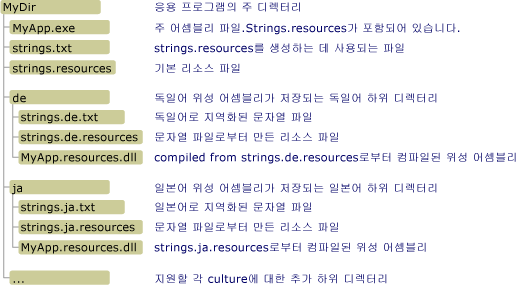 MyDir 응용 프로그램의 주 디렉터리
MyApp.exe 주 어셈블리 파일.Strings.resources가 포함되어 있습니다.
strings.txt strings.resources를 생성하는 데 사용되는 파일
strings.resources 기본 리소스 파일
de 독일어 위성 어셈블리가 저장되는 독일어 하위 디렉터리
strings.de.txt 독일어로 지역화된 문자열 파일
strings.de.resources 문자열 파일로부터 만든 리소스 파일
MyApp.resources.dll compiled from strings.de.resources로부터 컴파일된 위성 어셈블리
ja 일본어 위성 어셈블리가 저장되는 일본어 하위 디렉터리
strings.ja.txt 일본어로 지역화된 문자열 파일
strings.ja.resources 문자열 파일로부터 만든 리소스 파일
MyApp.resources.dll strings.ja.resources로부터 컴파일된 위성 어셈블리
... 지원할 각 culture에 대한 추가 하위 디렉터리